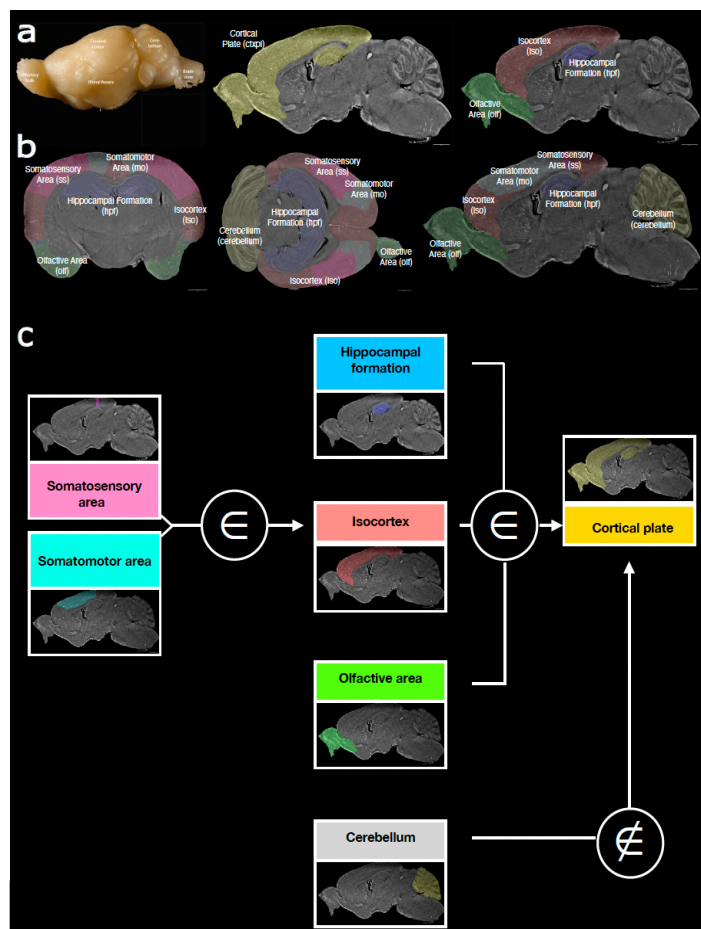 a
Cortical
Plate (ctxpl)
Isocortex
(iso)
Hippocampal
Formation (hpf)
Olfactive
Area (olf)
b
Somatosensory
Area (ss)
Somatomotor
Area (mo)
Hippocampal Formation
(hpf)
Isocortex
(iso)
Olfactive Area
(olf)
Somatosensory
Area (ss)
Somatomotor
Area (mo)
Hippocampal
Formation
(hpf)
Cerebellum
(cerebellum)
Olfactive
Area (olf)
Isocortex (iso)
Somatosensory
Area (ss)
Somatomotor
Area (mo)
Isocortex
(iso)
Hippocampal
Formation (hpf)
Cerebellum
(cerebellum)
Olfactive
Area (olf)
c
Hippocampal
formation
Somatosensory
area
∈
Isocortex
∈
Cortical plate
Somatomotor area
Olfactive area
Cerebellum
∉